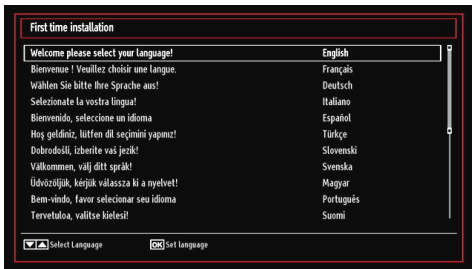 First time installation
Welcome please select your language! English
Bienvenue ! Veuillez choisir une langue. Français
Wählen Sie bitte Ihre Sprache aus! Deutsch
Selezionate la vostra lingua! Italiano
Bienvenido, seleccione un idioma Español
Hoş geldiniz, lütfen dil seçimini yapınız! Türkçe
Dobrodošli, izberite vaš jezik! Slovenski
Välkommen, välj ditt språk! Svenska
Üdvözöljük, kérjük válassza ki a nyelvet! Magyar
Bem-vindo, favor selecionar seu idioma Português
Tervetuloa, valitse kielesi! Suomi
Select Language OK Set language